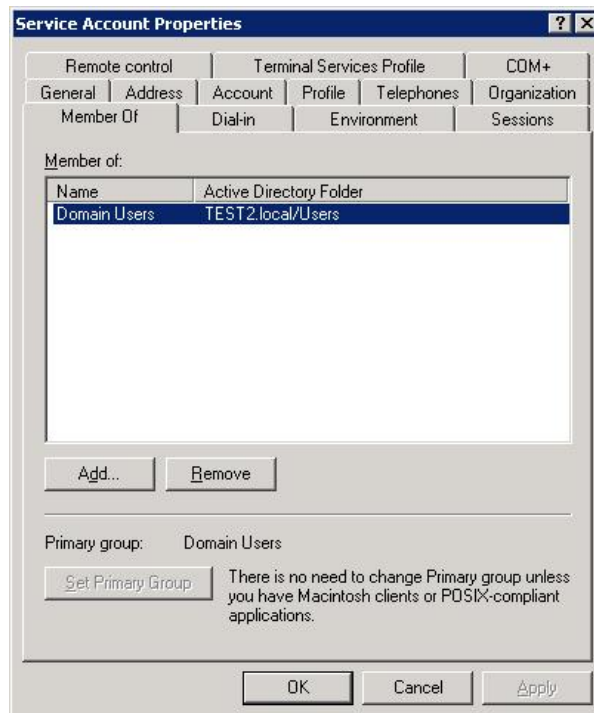 Service Account Properties
Remote control Terminal Services Profile COM+
General Address Account Profile Telephones Organization
Member Of Dial-in Environment Sessions
Member of:
Name Active Directory Folder
Domain Users TEST2.local/Users
Add... Remove
Primary group: Domain Users
Set Primary Group
There is no need to change Primary group unless
you have Macintosh clients or POSIX-compliant
applications.
OK Cancel Apply